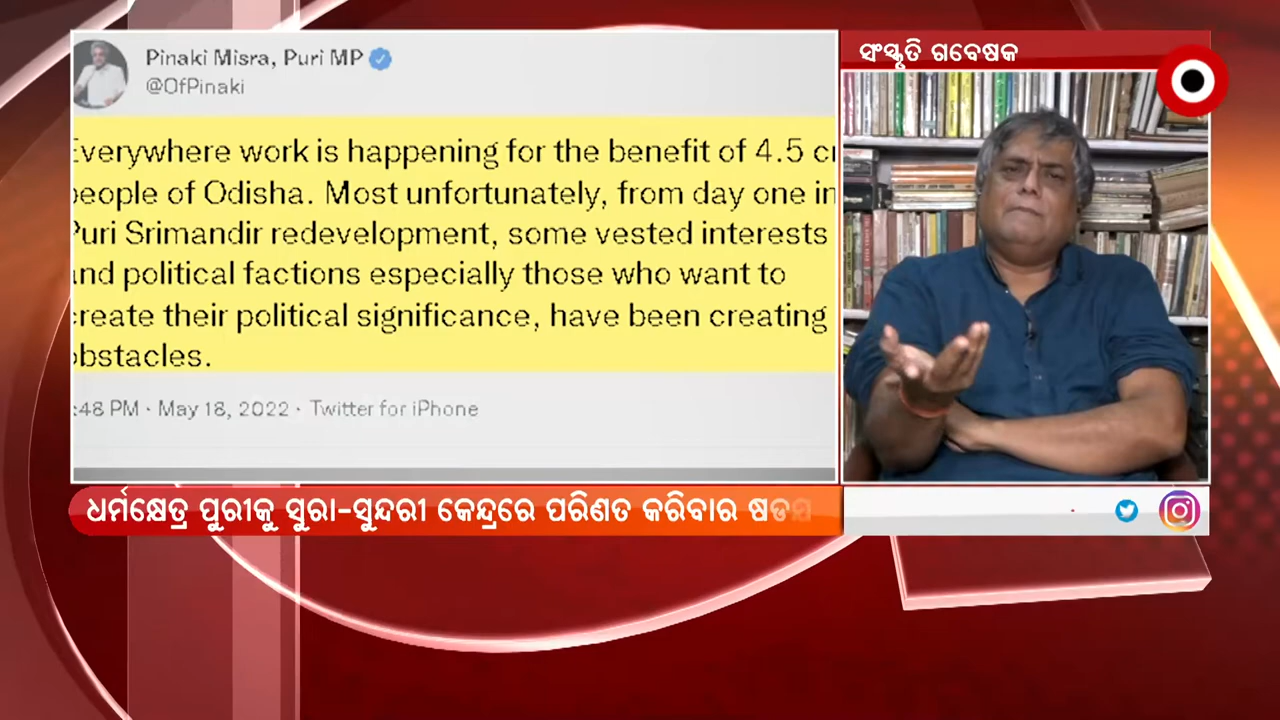 Pinaki Misra, Puri MP
@OfPinaki
Everywhere work is happening for the benefit of 4.5 cr
people of Odisha. Most unfortunately, from day one in
Puri Srimandir redevelopment, some vested interests
and political factions especially those who want to
create their political significance, have been creating
obstacles.
:48 PM · May 18, 2022 · Twitter for iPhone
ସଂସ୍କୃତି ଗବେଷକ
ଧର୍ମକ୍ଷେତ୍ର ପୁରୀକୁ ସୁରା-ସୁନ୍ଦରୀ କେନ୍ଦ୍ରରେ ପରିଣତ କରିବାର